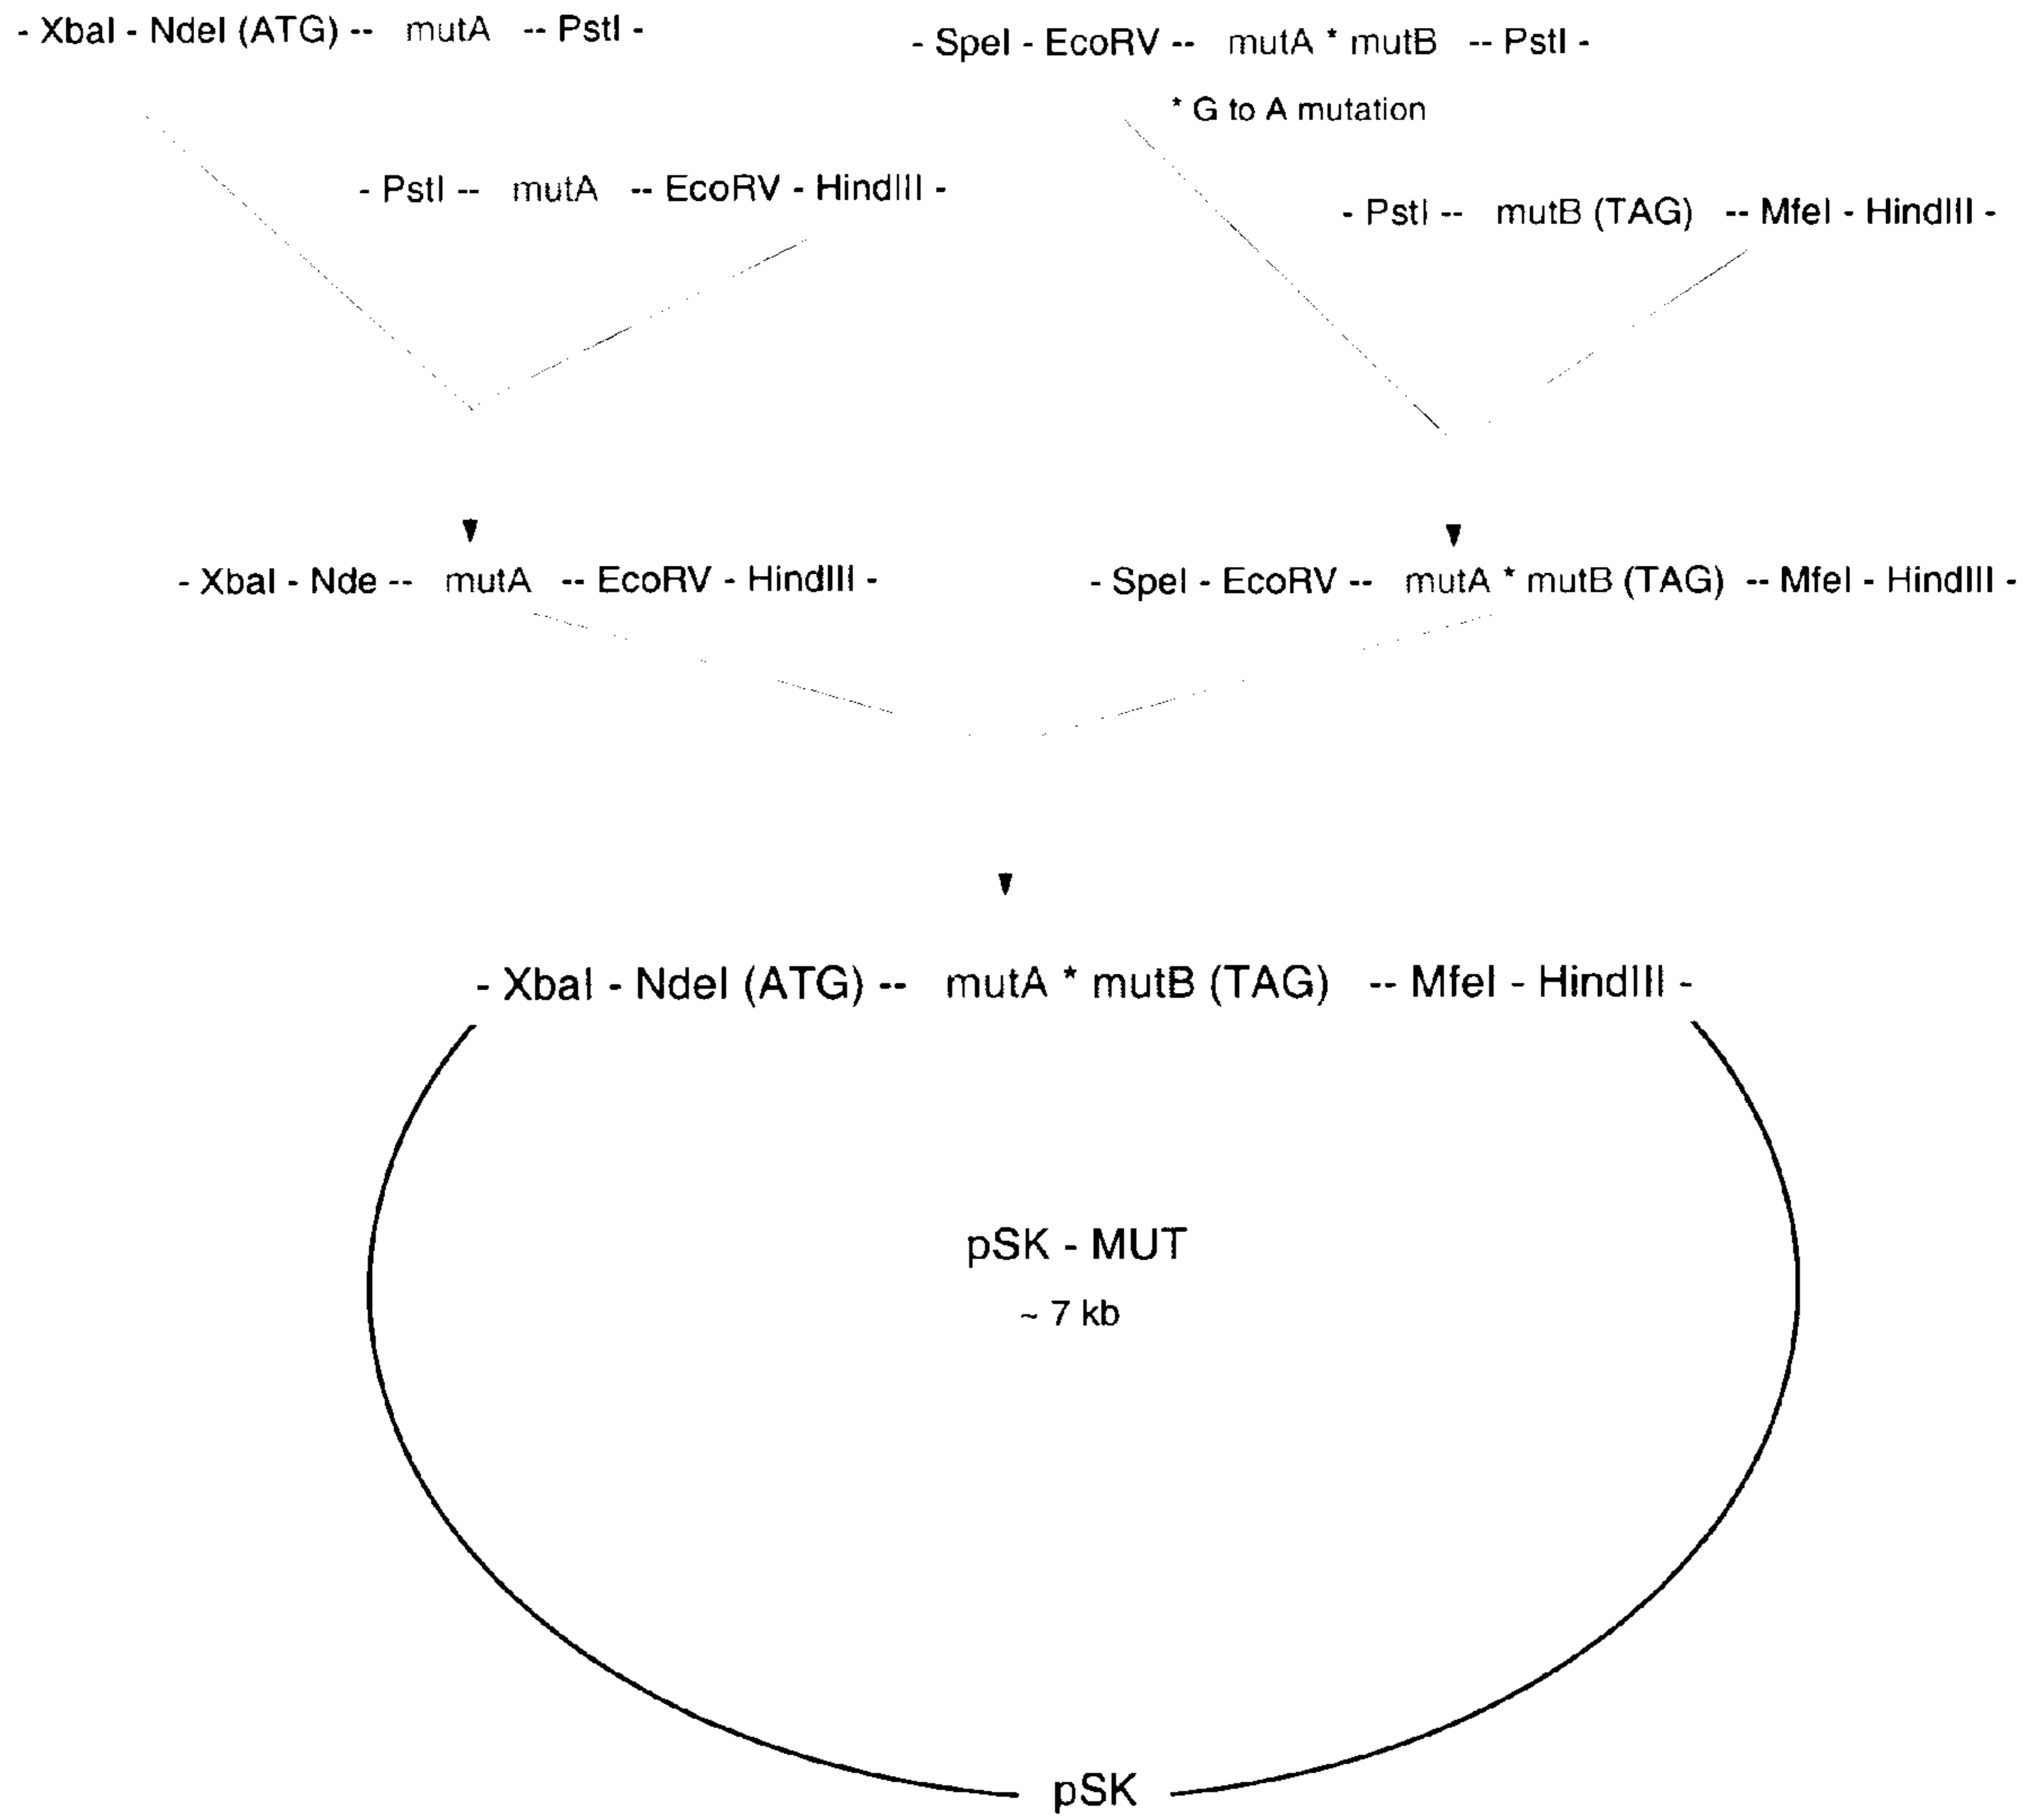 - XbaI - NdeI (ATG) -- mutA -- PstI -
- SpeI - EcoRV -- mutA * mutB -- PstI -
* G to A mutation
- PstI -- mutA -- EcoRV - HindIII -
- PstI -- mutB (TAG) -- MfeI - HindIII -
- XbaI - Nde -- mutA -- EcoRV - HindIII -
- SpeI - EcoRV -- mutA * mutB (TAG) -- MfeI - HindIII -
- XbaI - NdeI (ATG) -- mutA * mutB (TAG) -- MfeI - HindIII -
pSK - MUT
~ 7 kb
pSK